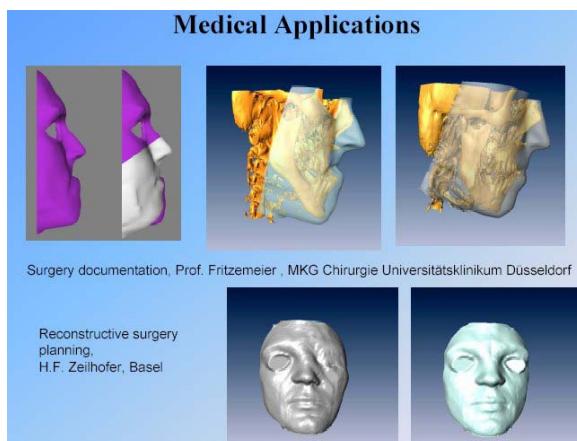 Medical Applications
Surgery documentation, Prof. Fritzemeier , MKG Chirurgie Universitätsklinikum Düsseldorf
Reconstructive surgery
planning,
H.F. Zeilhofer, Basel